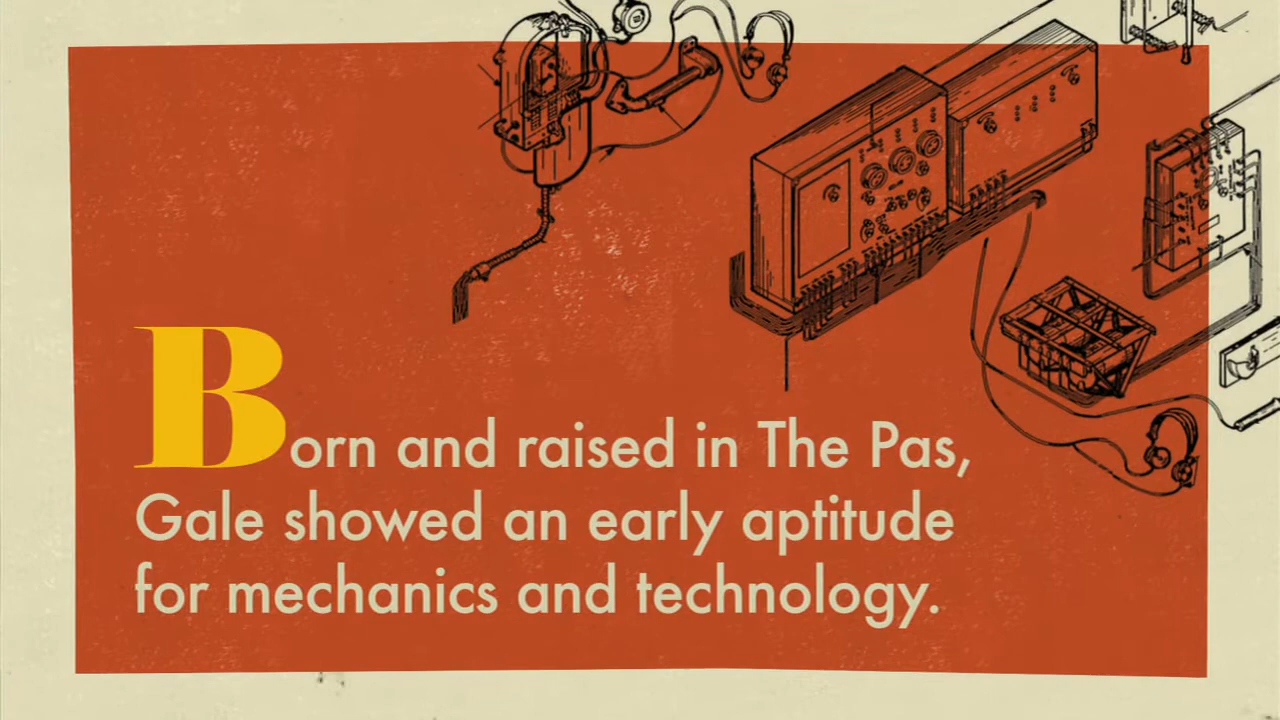 Born and raised in The Pas,
Gale showed an early aptitude
for mechanics and technology.